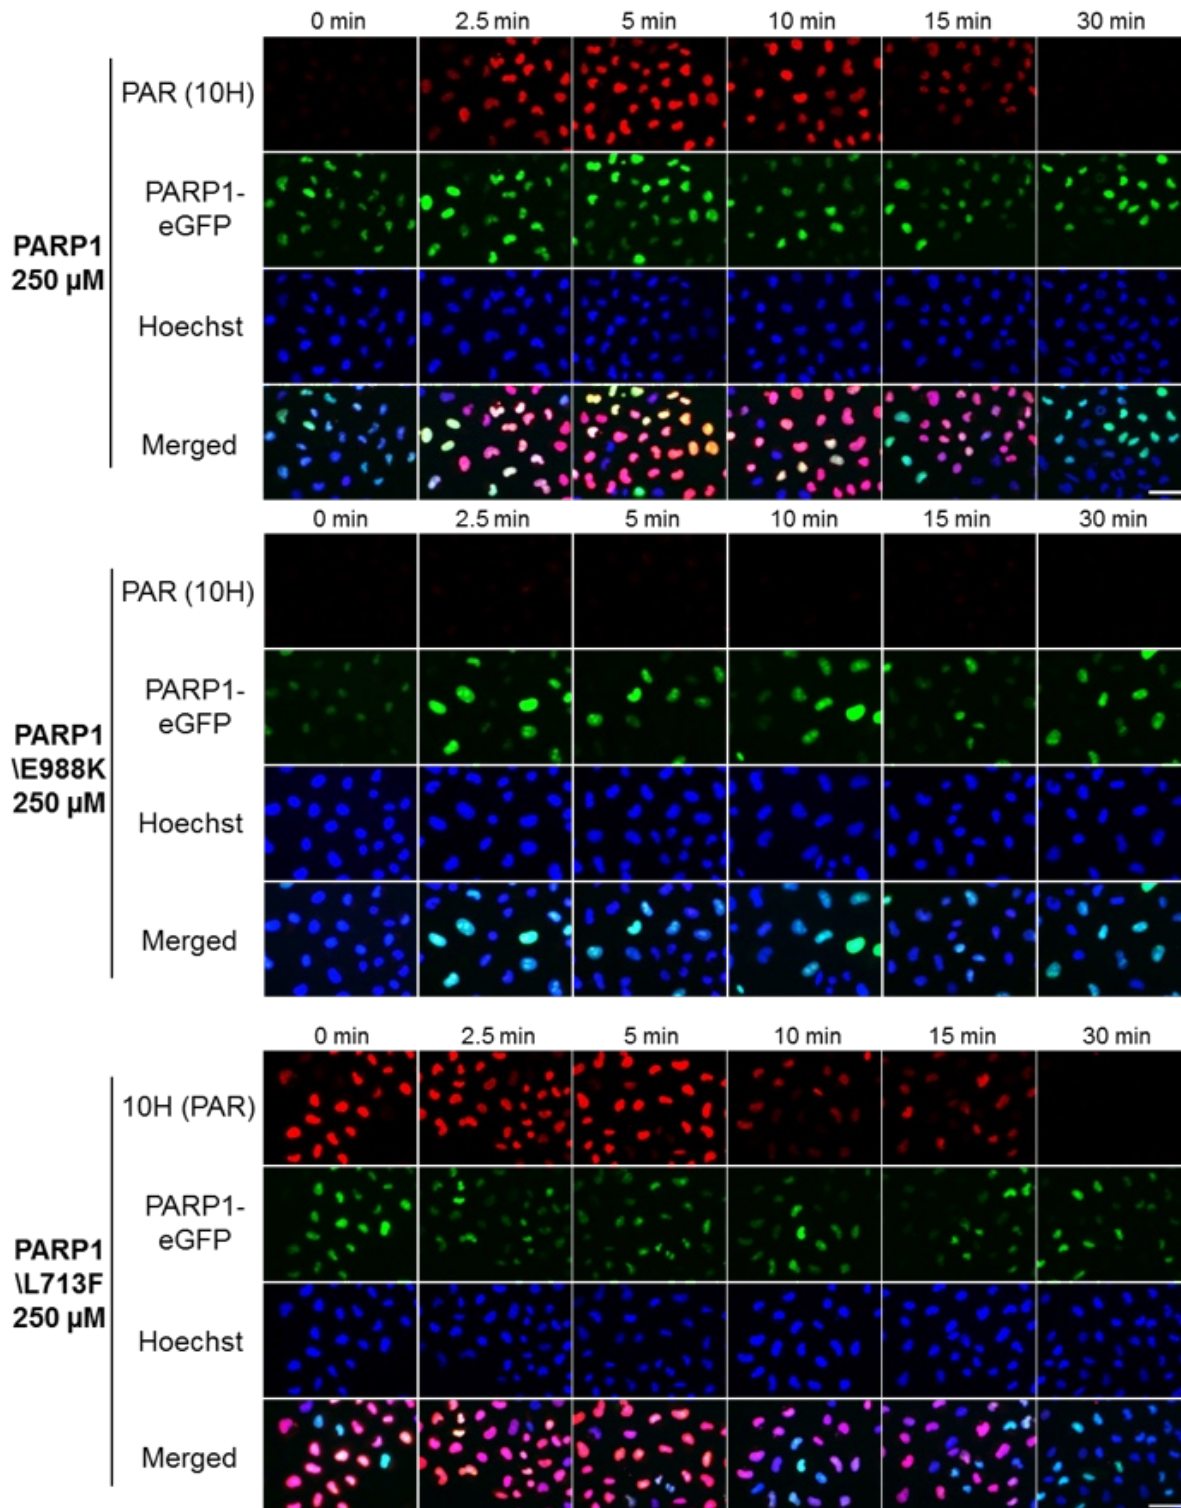 0 min 2.5 min 5 min 10 min 15 min 30 min
PAR (10H)
PARP1-
eGFP
PARP1
250 µM
Hoechst
Merged
0 min 2.5 min 5 min 10 min 15 min 30 min
PAR (10H)
PARP1-
eGFP
PARP1
\E988K
250 µM
Hoechst
Merged
0 min 2.5 min 5 min 10 min 15 min 30 min
10H (PAR)
PARP1-
eGFP
PARP1
\L713F
250 µM
Hoechst
Merged